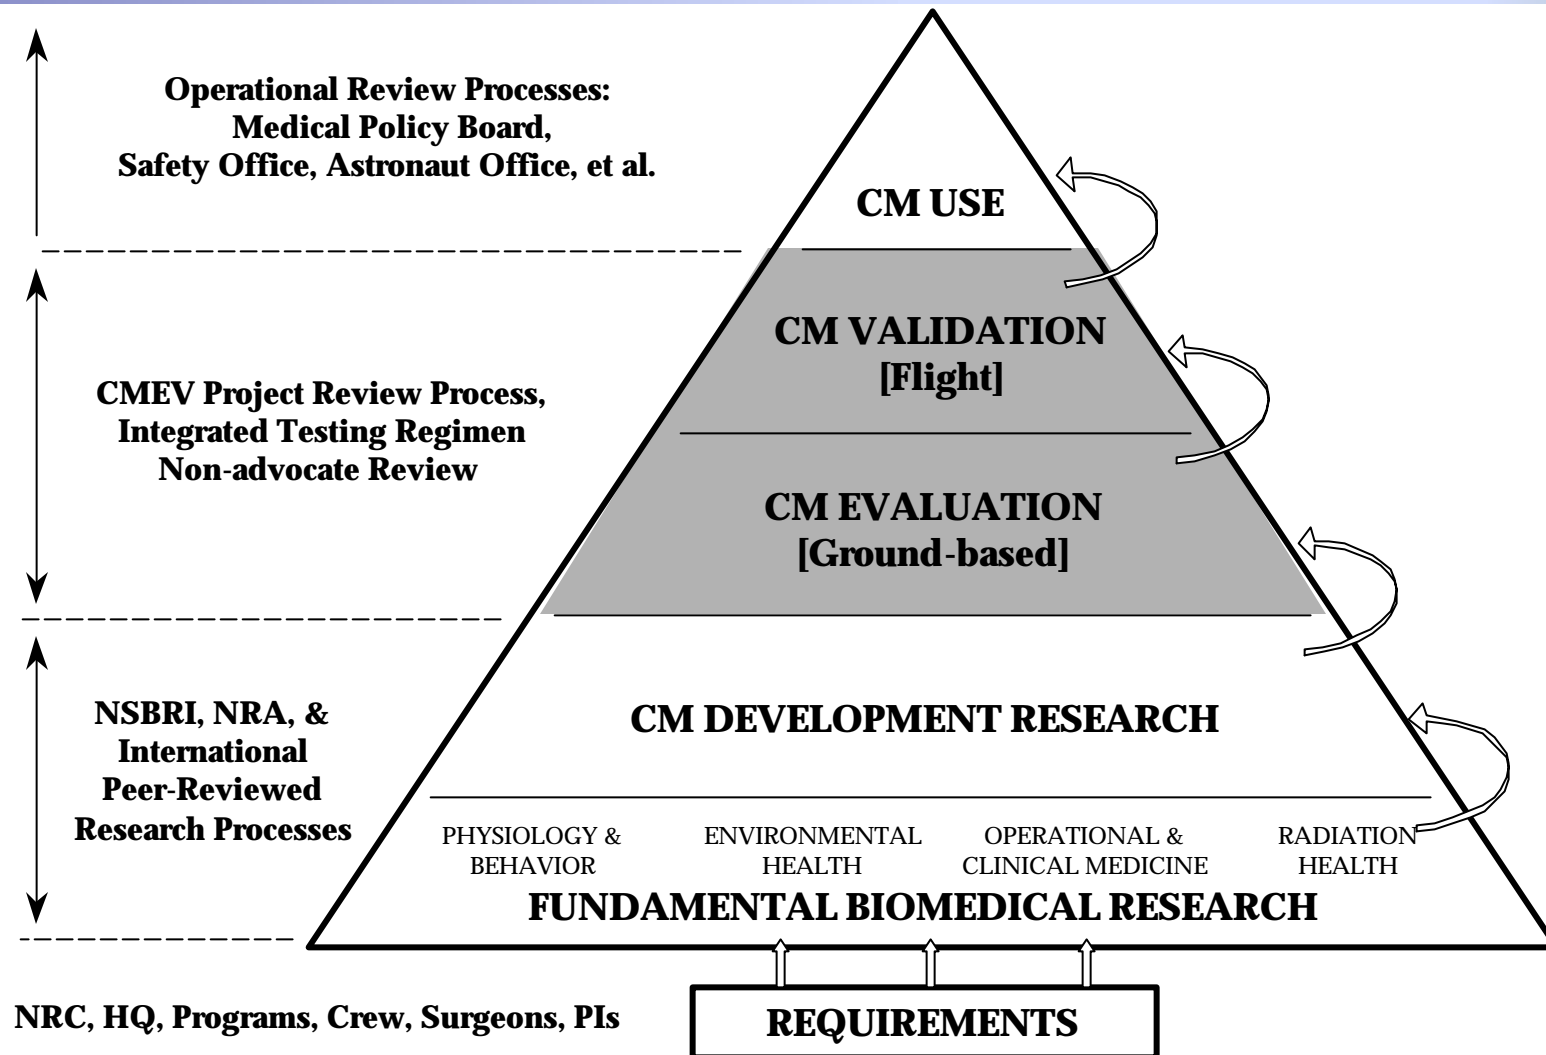 Operational Review Processes:
Medical Policy Board,
Safety Office, Astronaut Office, et al.
CM USE
CM VALIDATION
[Flight]
CMEV Project Review Process,
Integrated Testing Regimen
Non-advocate Review
CM EVALUATION
[Ground-based]
NSBRI, NRA, &
International
Peer-Reviewed
Research Processes
CM DEVELOPMENT RESEARCH
PHYSIOLOGY &
BEHAVIOR
ENVIRONMENTAL
HEALTH
OPERATIONAL &
CLINICAL MEDICINE
RADIATION
HEALTH
FUNDAMENTAL BIOMEDICAL RESEARCH
NRC, HQ, Programs, Crew, Surgeons, PIs
REQUIREMENTS